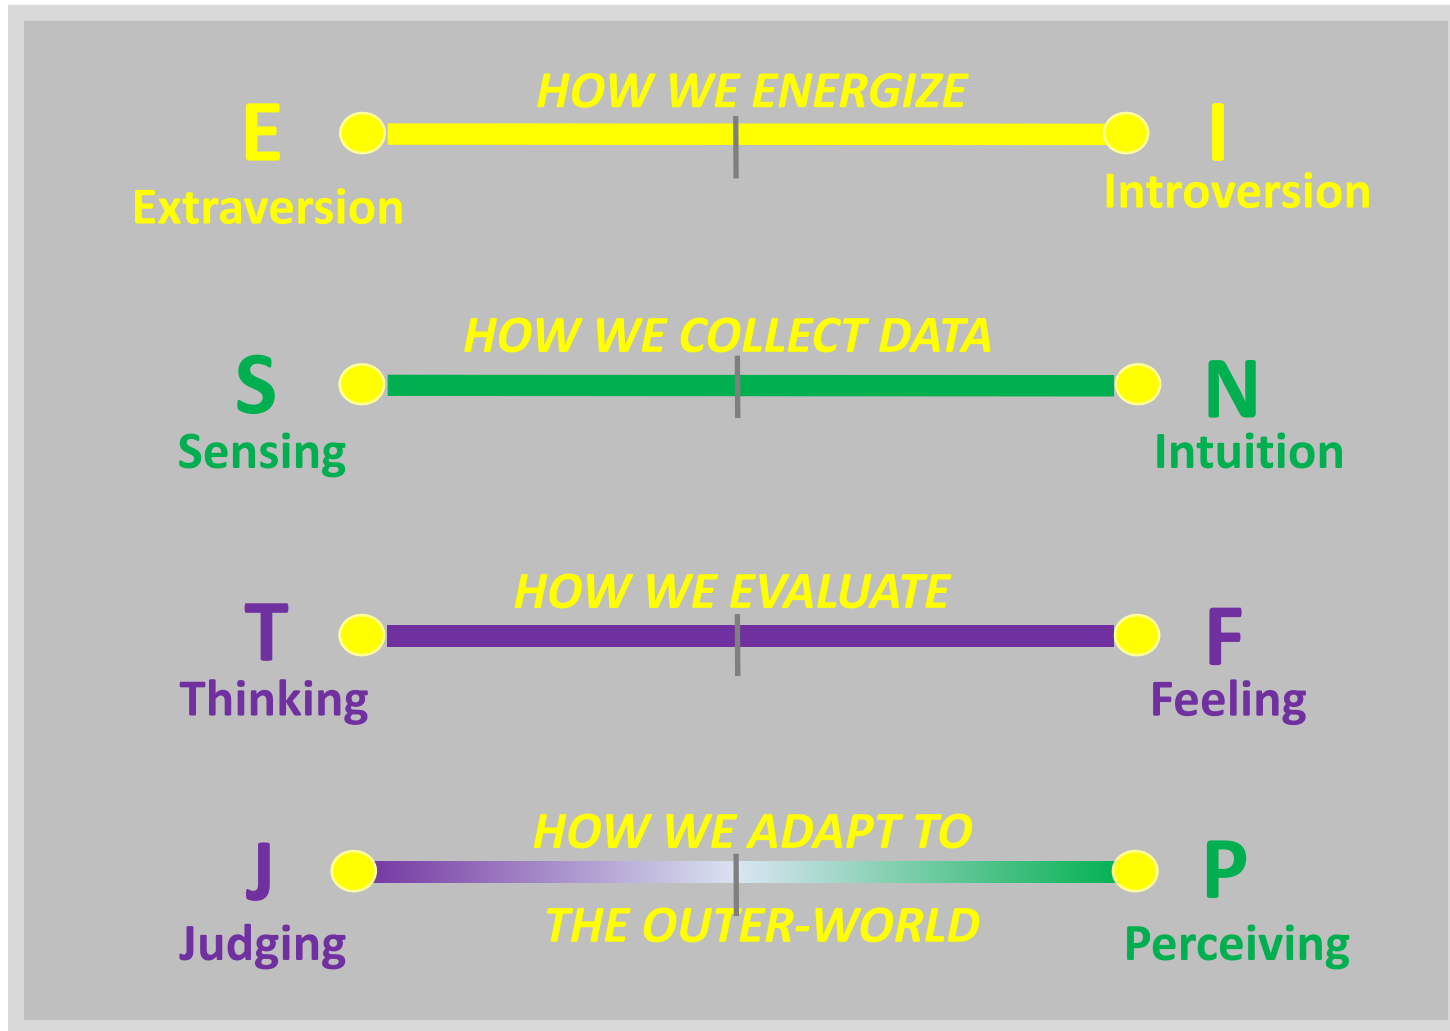 HOW WE ENERGIZE
E
I
Extraversion
Introversion
HOW WE COLLECT DATA
S
N
Sensing
Intuition
HOW WE EVALUATE
T
F
Thinking
Feeling
HOW WE ADAPT TO
J
P
THE OUTER-WORLD
Judging
Perceiving